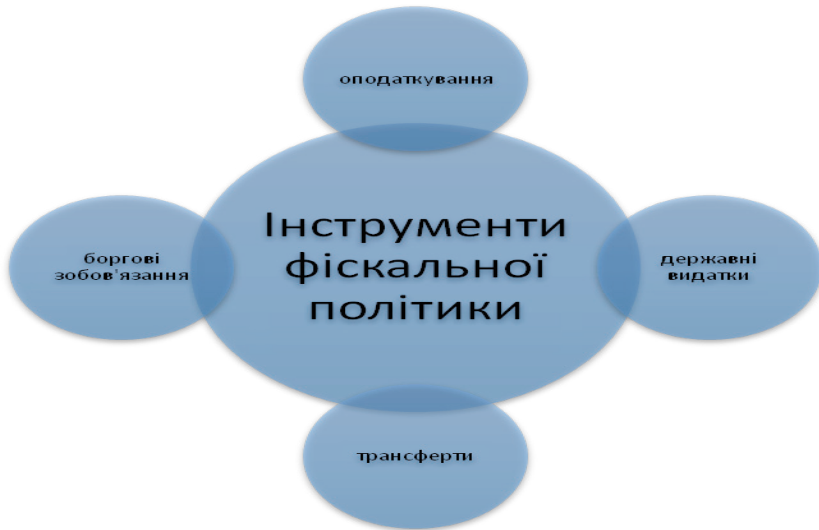 оподаткування
Інструменти
фіскальної
політики
боргові
зобов'язання
державні
видатки
трансферти